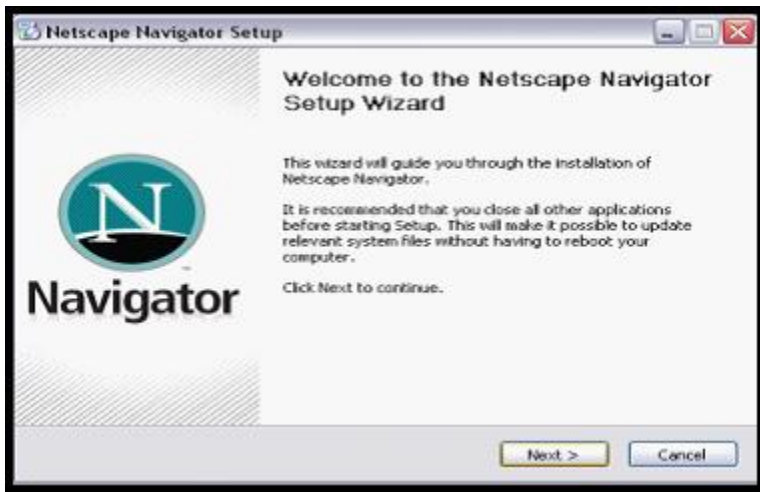 Netscape Navigator Setup
Welcome to the Netscape Navigator
Setup Wizard
This wizard will guide you through the installation of
Netscape Navigator.
It is recommended that you close all other applications
before starting Setup. This will make it possible to update
relevant system files without having to reboot your
computer.
Click Next to continue.
N
Navigator
Next >
Cancel